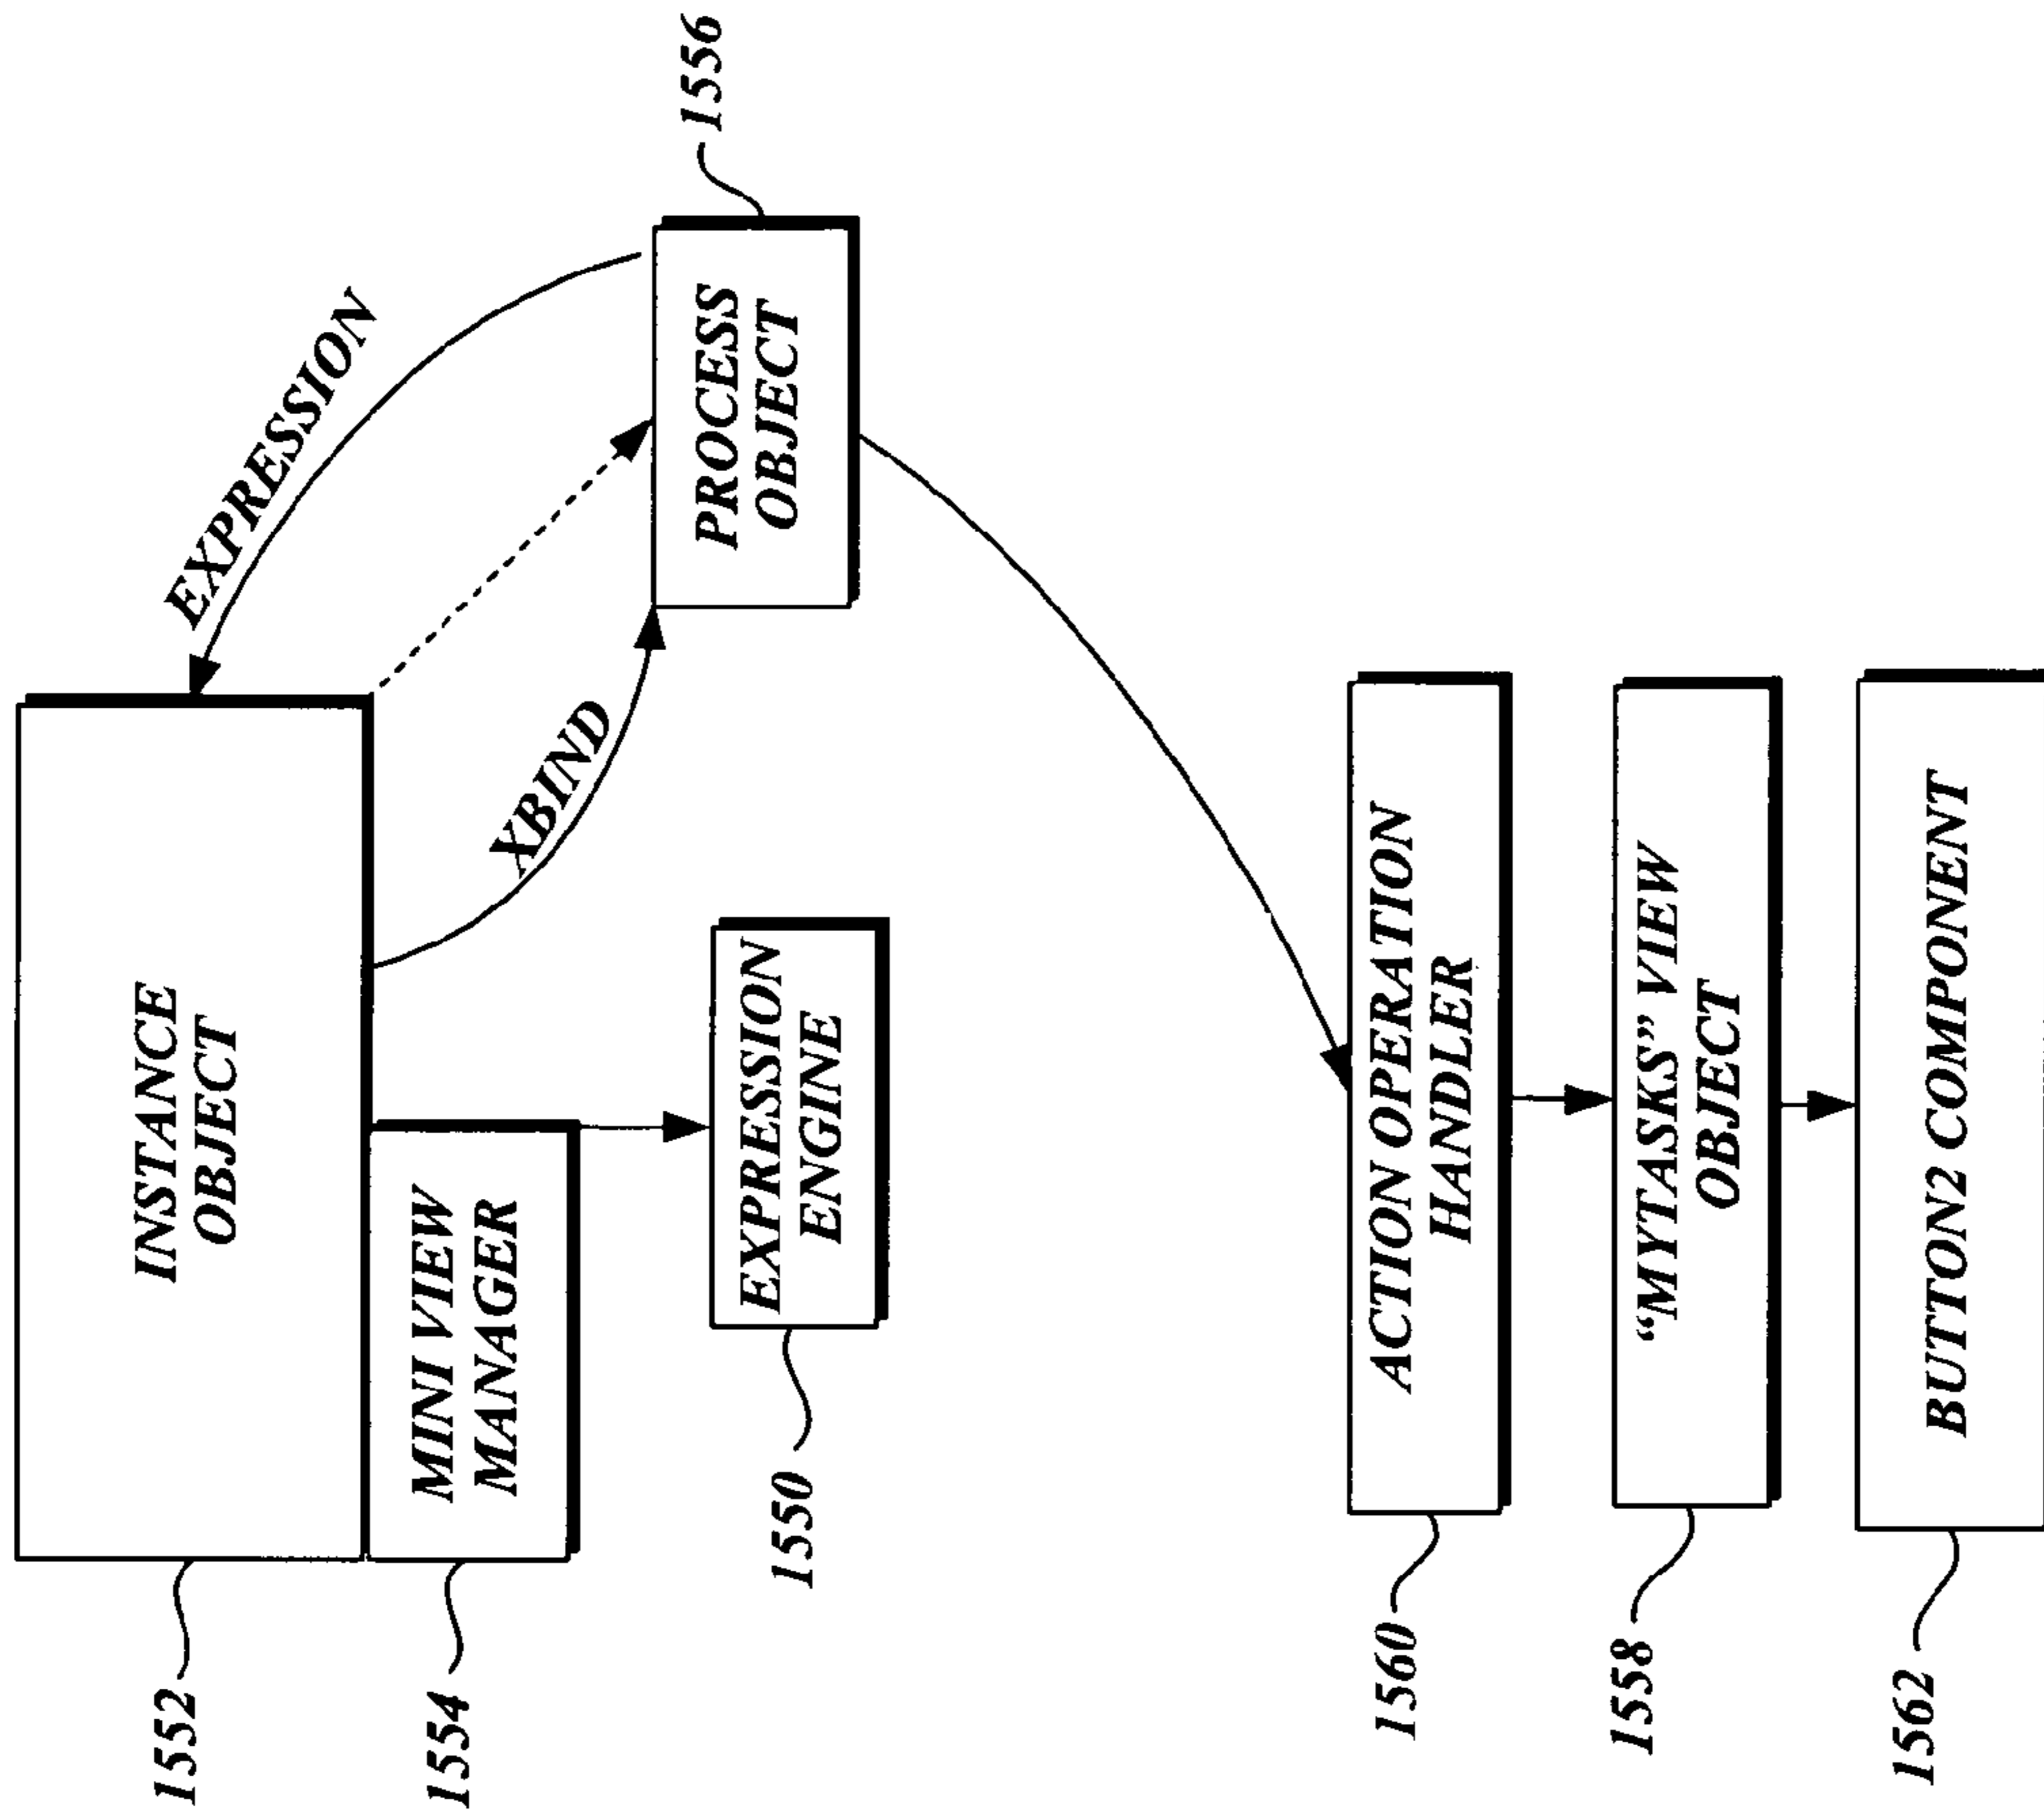 1552
INSTANCE
OBJECT
EXPRESSION
1554
MINI VIEW
MANAGER
XBIND
1556
PROCESS
OBJECT
1550
EXPRESSION
ENGINE
1560
ACTION OPERATION
HANDLER
1558
“MYTASKS” VIEW
OBJECT
1562
BUTTON2 COMPONENT